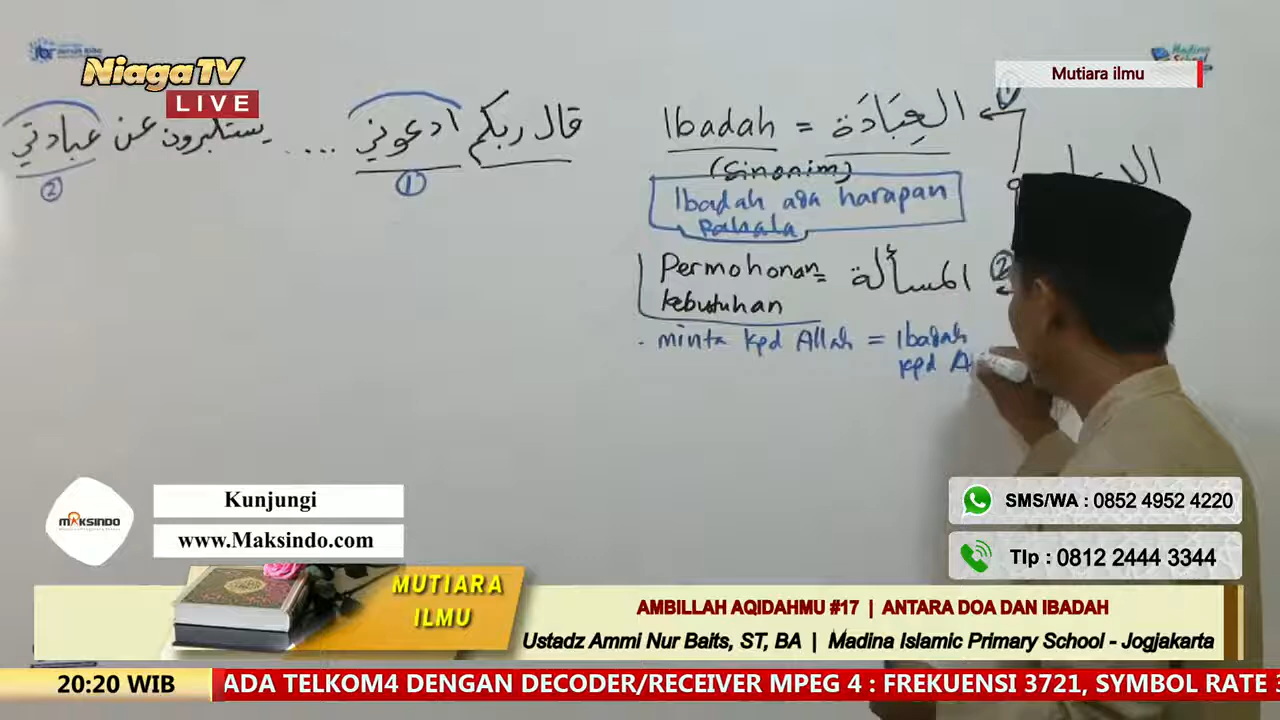 NiagaTV
LIVE
Mutiara ilmu
Madina
قال ربكم ادعوني .... يستكبرون عن عبادتي
① ②
Ibadah = العِبَادَة ①
(Sinonim)
Ibadah ada harapan
pahala
Permohonan = المسألة ②
kebutuhan
. minta kpd Allah = Ibadah
kpd A
MAKSINDO
Kunjungi
www.Maksindo.com
SMS/WA : 0852 4952 4220
Tlp : 0812 2444 3344
MUTIARA
ILMU
AMBILLAH AQIDAHMU #17 | ANTARA DOA DAN IBADAH
Ustadz Ammi Nur Baits, ST, BA | Madina Islamic Primary School - Jogjakarta
20:20 WIB
ADA TELKOM4 DENGAN DECODER/RECEIVER MPEG 4 : FREKUENSI 3721, SYMBOL RATE